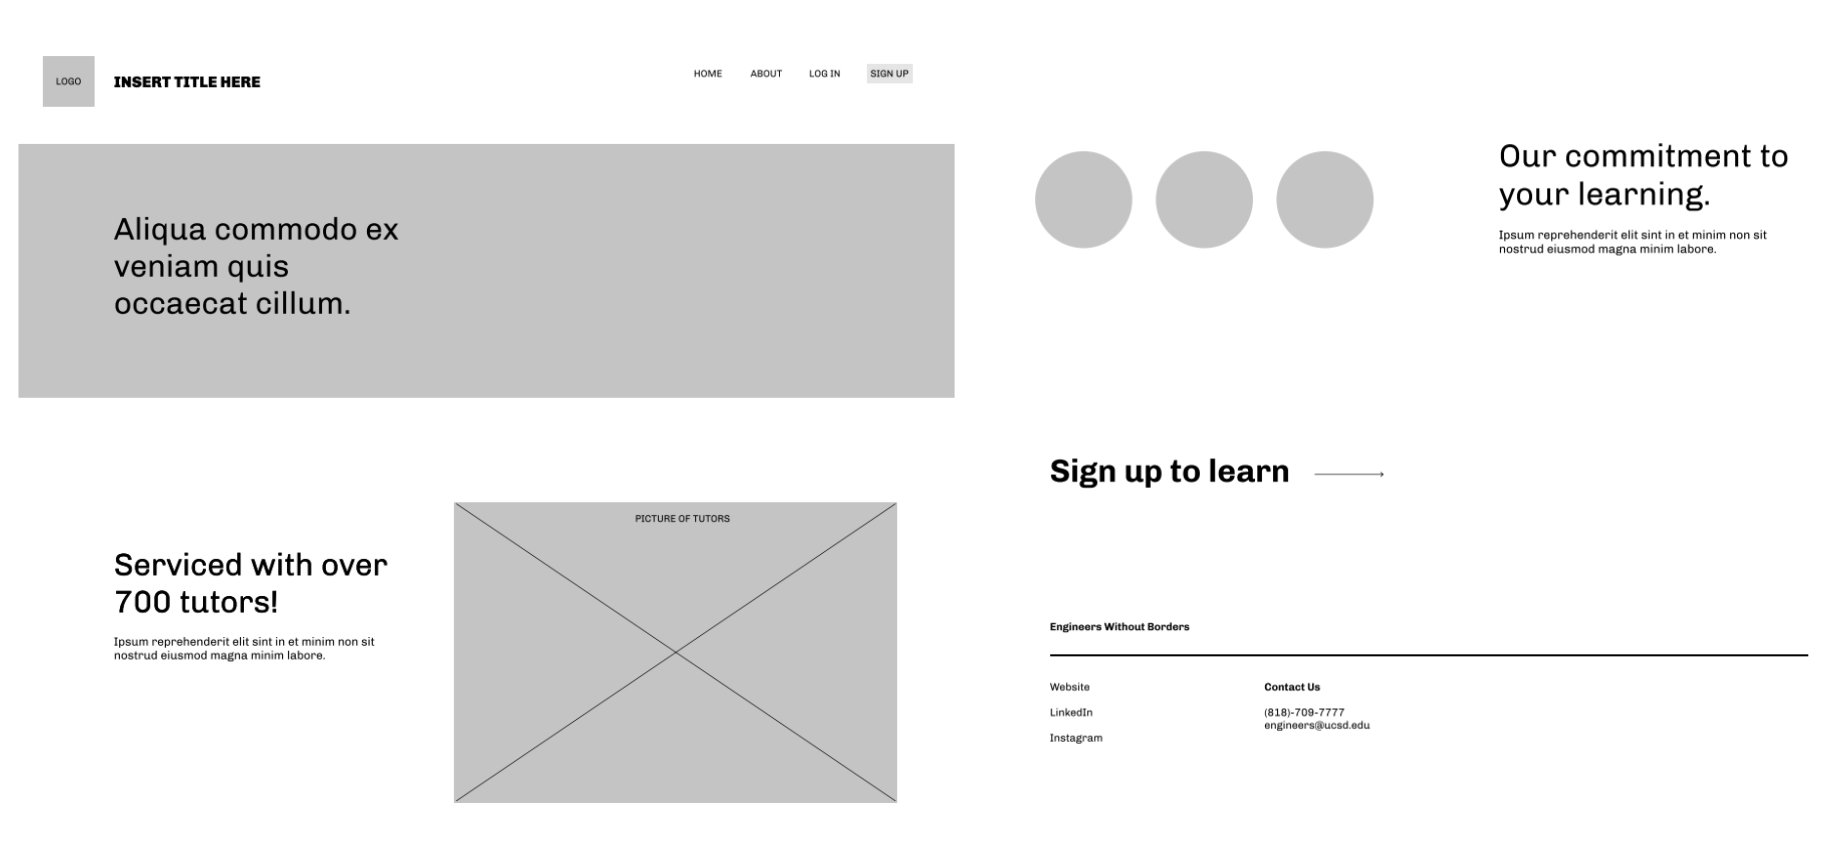 LOGO
INSERT TITLE HERE
HOME
ABOUT
LOG IN
SIGN UP
Aliqua commodo ex
veniam quis
occaecat cillum.
Serviced with over
700 tutors!
Ipsum reprehenderit elit sint in et minim non sit
nostrud eiusmod magna minim labore.
PICTURE OF TUTORS
Our commitment to
your learning.
Ipsum reprehenderit elit sint in et minim non sit
nostrud eiusmod magna minim labore.
Sign up to learn
Engineers Without Borders
Website
LinkedIn
Instagram
Contact Us
(818)-709-7777
engineers@ucsd.edu